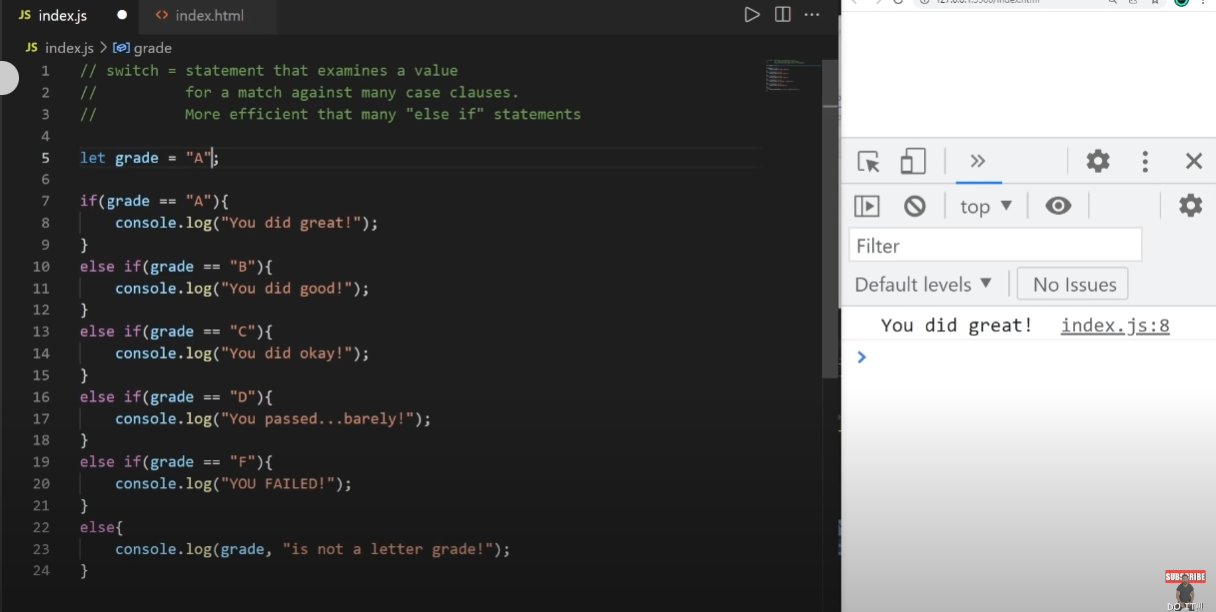 JS index.js
<> index.html
JS index.js > grade
1 // switch = statement that examines a value
2 //          for a match against many case clauses.
3 //          More efficient that many "else if" statements
4
5 let grade = "A";
6
7 if(grade == "A"){
8     console.log("You did great!");
9 }
10 else if(grade == "B"){
11     console.log("You did good!");
12 }
13 else if(grade == "C"){
14     console.log("You did okay!");
15 }
16 else if(grade == "D"){
17     console.log("You passed...barely!");
18 }
19 else if(grade == "F"){
20     console.log("YOU FAILED!");
21 }
22 else{
23     console.log(grade, "is not a letter grade!");
24 }
top
Filter
Default levels
No Issues
You did great! index.js:8
SUBSCRIBE
DO IT!!